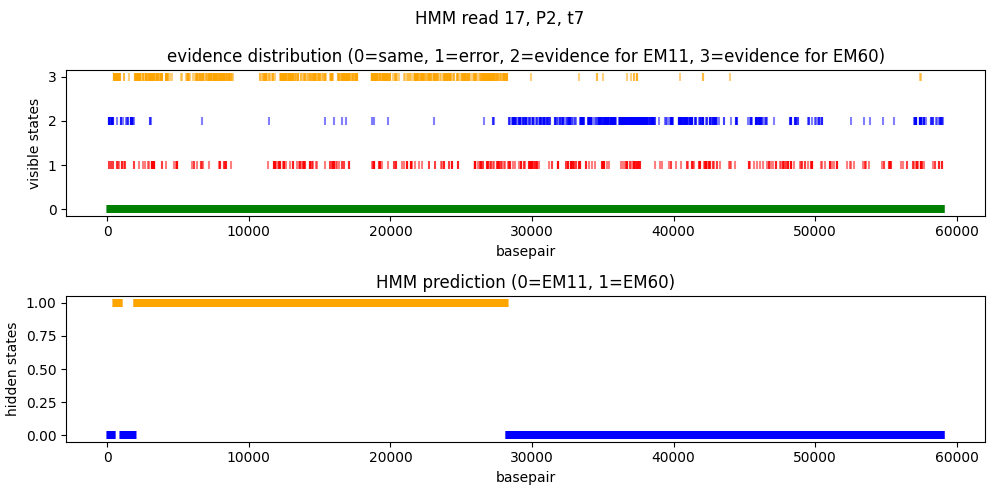 HMM read 17, P2, t7
evidence distribution (0=same, 1=error, 2=evidence for EM11, 3=evidence for EM60)
visible states
3
2
1
0
0 10000 20000 30000 40000 50000 60000
basepair
HMM prediction (0=EM11, 1=EM60)
hidden states
1.00
0.75
0.50
0.25
0.00
0 10000 20000 30000 40000 50000 60000
basepair